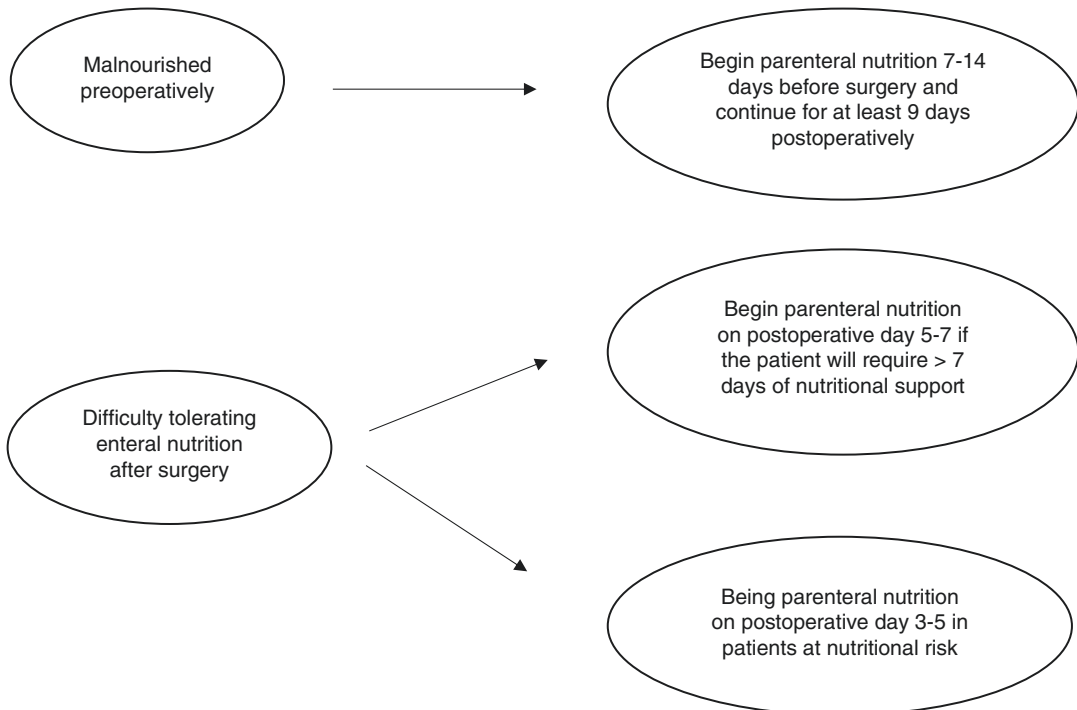 Malnourished
preoperatively
Begin parenteral nutrition 7-14
days before surgery and
continue for at least 9 days
postoperatively
Difficulty tolerating
enteral nutrition
after surgery
Begin parenteral nutrition
on postoperative day 5-7 if
the patient will require > 7
days of nutritional support
Being parenteral nutrition
on postoperative day 3-5 in
patients at nutritional risk